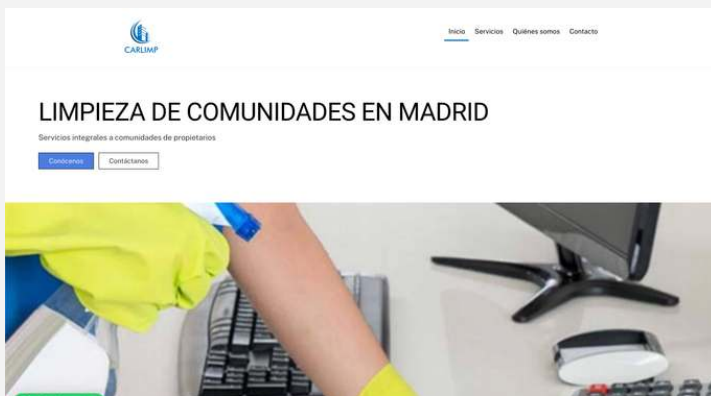 CARLIMP
Inicio Servicios Quiénes somos Contacto
LIMPIEZA DE COMUNIDADES EN MADRID
Servicios integrales a comunidades de propietarios
Conócenos Contáctanos